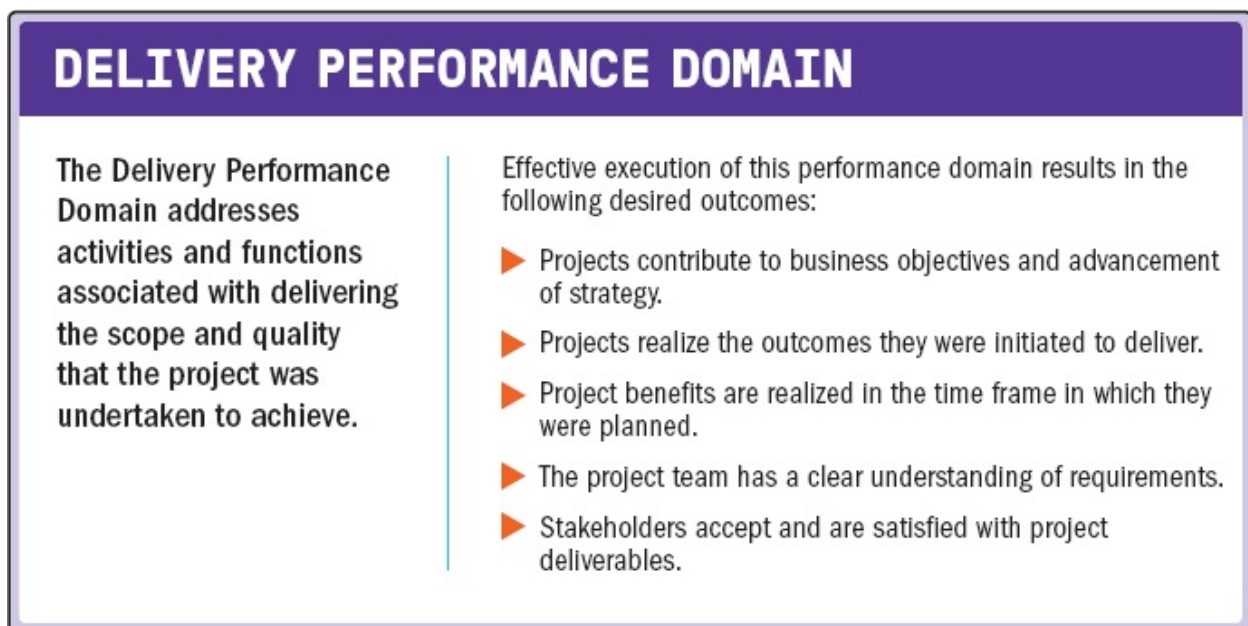 DELIVERY PERFORMANCE DOMAIN
The Delivery Performance
Domain addresses
activities and functions
associated with delivering
the scope and quality
that the project was
undertaken to achieve.
Effective execution of this performance domain results in the
following desired outcomes:
Projects contribute to business objectives and advancement
of strategy.
Projects realize the outcomes they were initiated to deliver.
Project benefits are realized in the time frame in which they
were planned.
The project team has a clear understanding of requirements.
Stakeholders accept and are satisfied with project
deliverables.